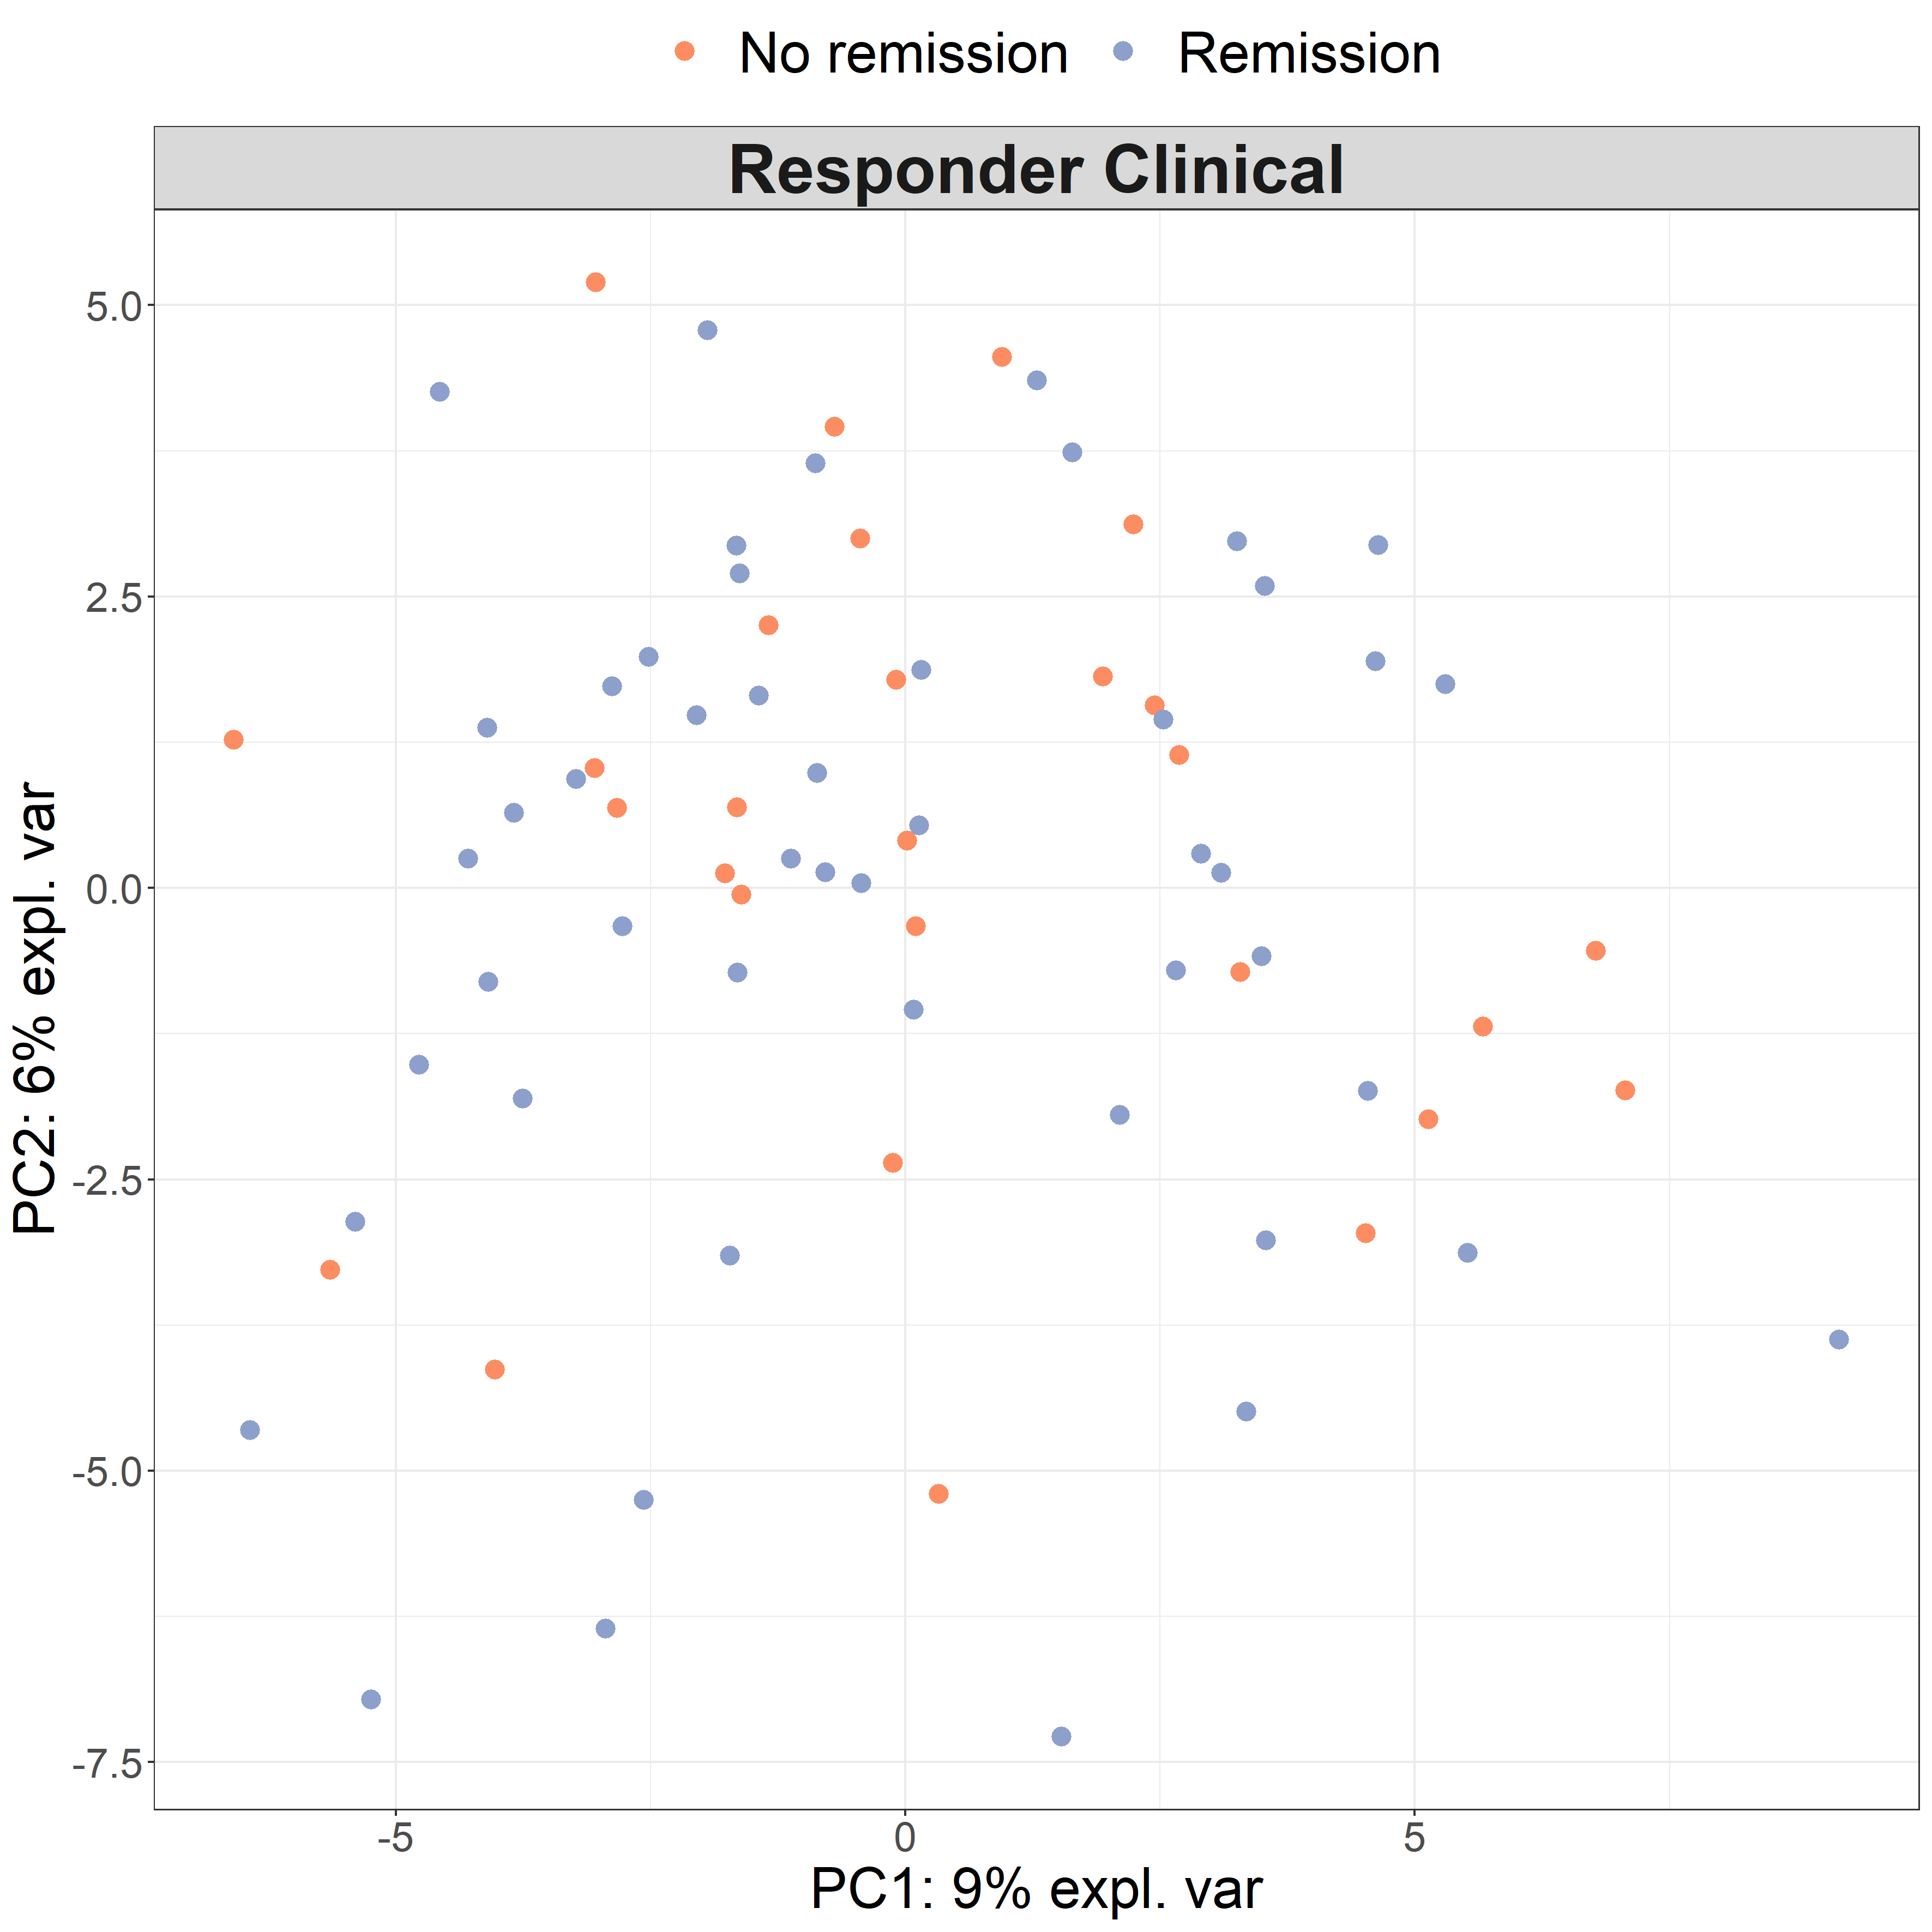 No remission Remission
Responder Clinical
5.0
2.5
0.0
-2.5
-5.0
-7.5
PC2: 6% expl. var
-5 0 5
PC1: 9% expl. var